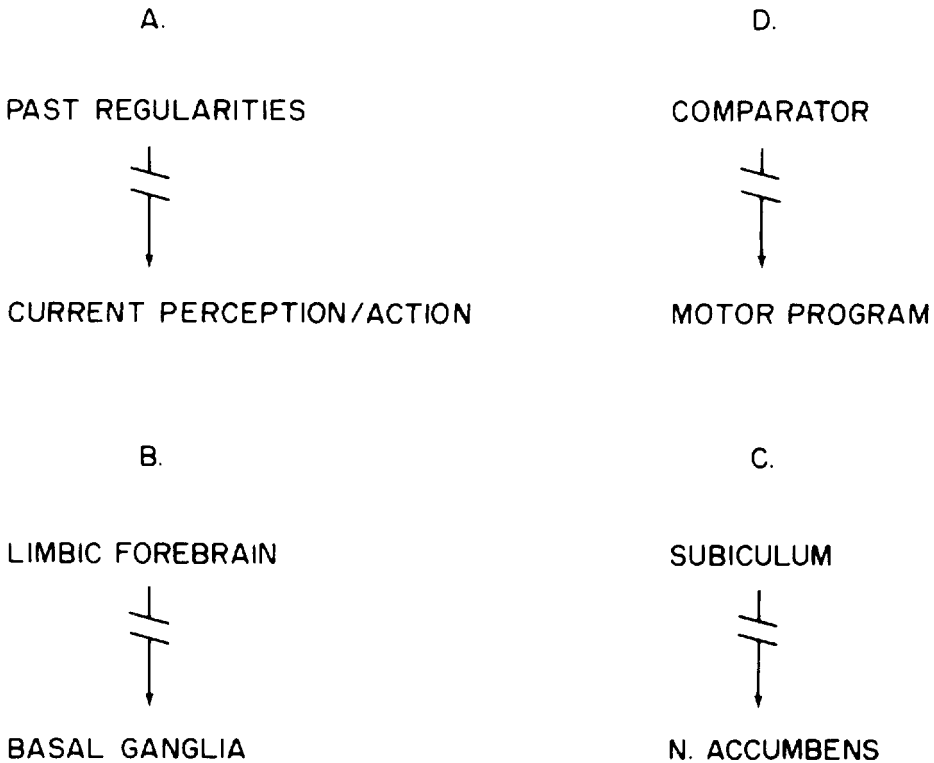 A.
PAST REGULARITIES
CURRENT PERCEPTION/ACTION
D.
COMPARATOR
MOTOR PROGRAM
B.
LIMBIC FOREBRAIN
BASAL GANGLIA
C.
SUBICULUM
N. ACCUMBENS